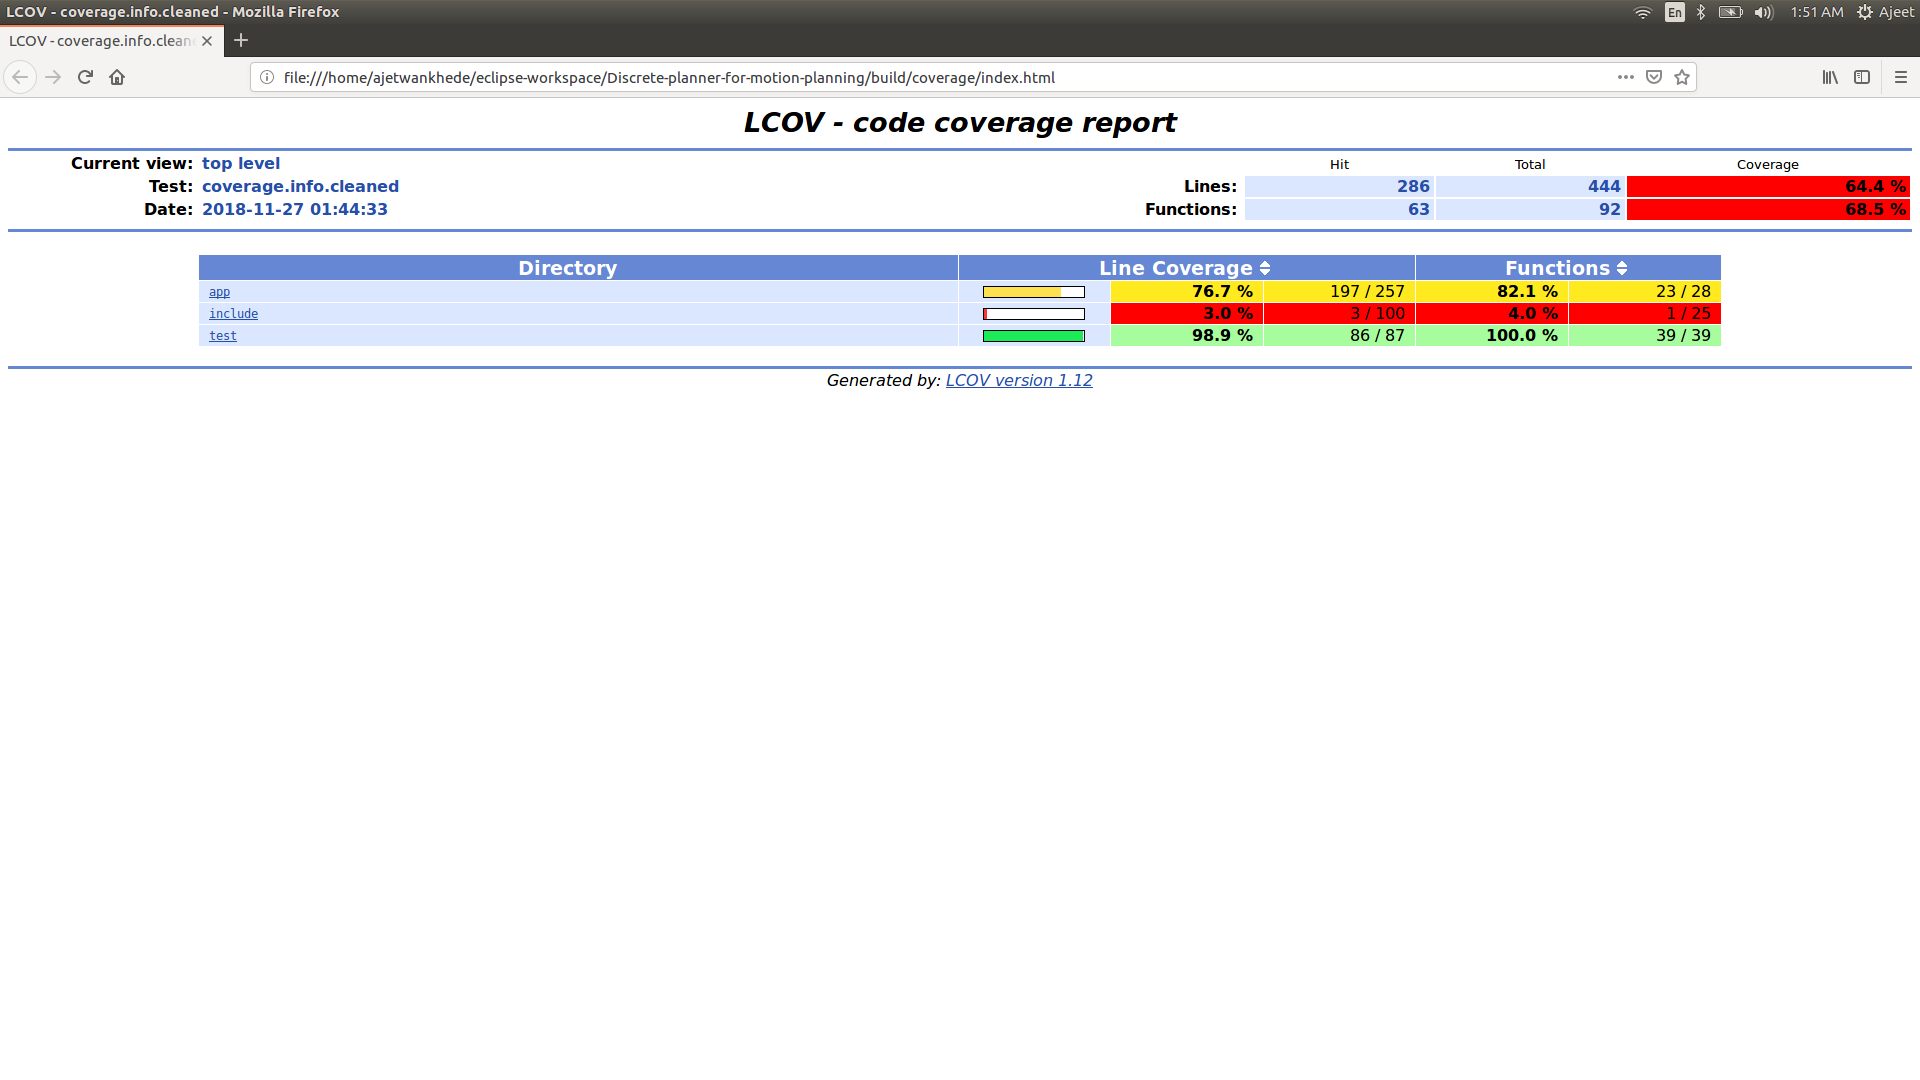 LCOV - coverage.info.cleaned - Mozilla Firefox En 1:51 AM Ajeet
LCOV - coverage.info.clean
file:///home/ajetwankhede/eclipse-workspace/Discrete-planner-for-motion-planning/build/coverage/index.html
LCOV - code coverage report
Current view: top level Hit Total Coverage
Test: coverage.info.cleaned Lines: 286 444 64.4 %
Date: 2018-11-27 01:44:33 Functions: 63 92 68.5 %
Directory Line Coverage Functions
app 76.7 % 197 / 257 82.1 % 23 / 28
include 3.0 % 3 / 100 4.0 % 1 / 25
test 98.9 % 86 / 87 100.0 % 39 / 39
Generated by: LCOV version 1.12